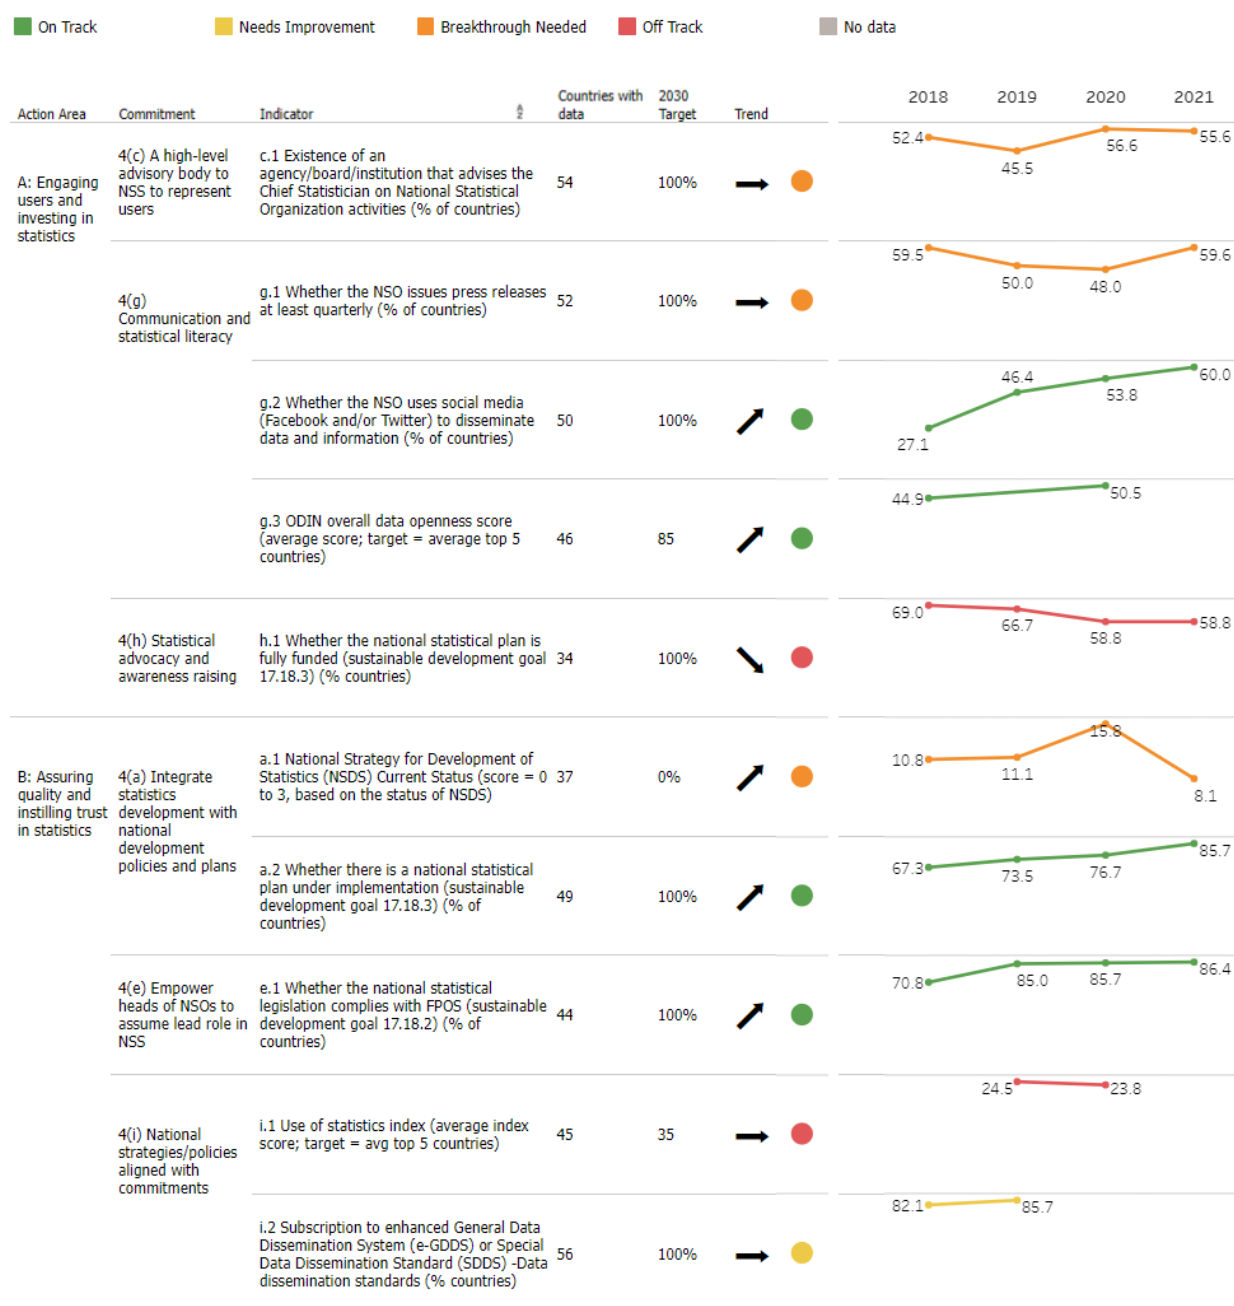 On Track
Needs Improvement
Breakthrough Needed
Off Track
No data
Action Area
Commitment
Indicator
Countries with
data
2030
Target
Trend
2018
2019
2020
2021
A: Engaging
users and
investing in
statistics
4(c) A high-level
advisory body to
NSS to represent
users
c.1 Existence of an
agency/board/institution that advises the
Chief Statistician on National Statistical
Organization activities (% of countries)
54
100%
52.4
45.5
56.6
55.6
4(g)
Communication and
statistical literacy
g.1 Whether the NSO issues press releases
at least quarterly (% of countries)
52
100%
59.5
50.0
48.0
59.6
g.2 Whether the NSO uses social media
(Facebook and/or Twitter) to disseminate
data and information (% of countries)
50
100%
27.1
46.4
53.8
60.0
g.3 ODIN overall data openness score
(average score; target = average top 5
countries)
46
85
44.9
50.5
4(h) Statistical
advocacy and
awareness raising
h.1 Whether the national statistical plan is
fully funded (sustainable development goal
17.18.3) (% countries)
34
100%
69.0
66.7
58.8
58.8
B: Assuring
quality and
instilling trust
in statistics
4(a) Integrate
statistics
development with
national
development
policies and plans
a.1 National Strategy for Development of
Statistics (NSDS) Current Status (score = 0
to 3, based on the status of NSDS)
37
0%
10.8
11.1
15.8
8.1
a.2 Whether there is a national statistical
plan under implementation (sustainable
development goal 17.18.3) (% of
countries)
49
100%
67.3
73.5
76.7
85.7
4(e) Empower
heads of NSOs to
assume lead role in
NSS
e.1 Whether the national statistical
legislation complies with FPOS (sustainable
development goal 17.18.2) (% of
countries)
44
100%
70.8
85.0
85.7
86.4
4(i) National
strategies/policies
aligned with
commitments
i.1 Use of statistics index (average index
score; target = avg top 5 countries)
45
35
24.5
23.8
i.2 Subscription to enhanced General Data
Dissemination System (e-GDDS) or Special
Data Dissemination Standard (SDDS) -Data
dissemination standards (% countries)
56
100%
82.1
85.7